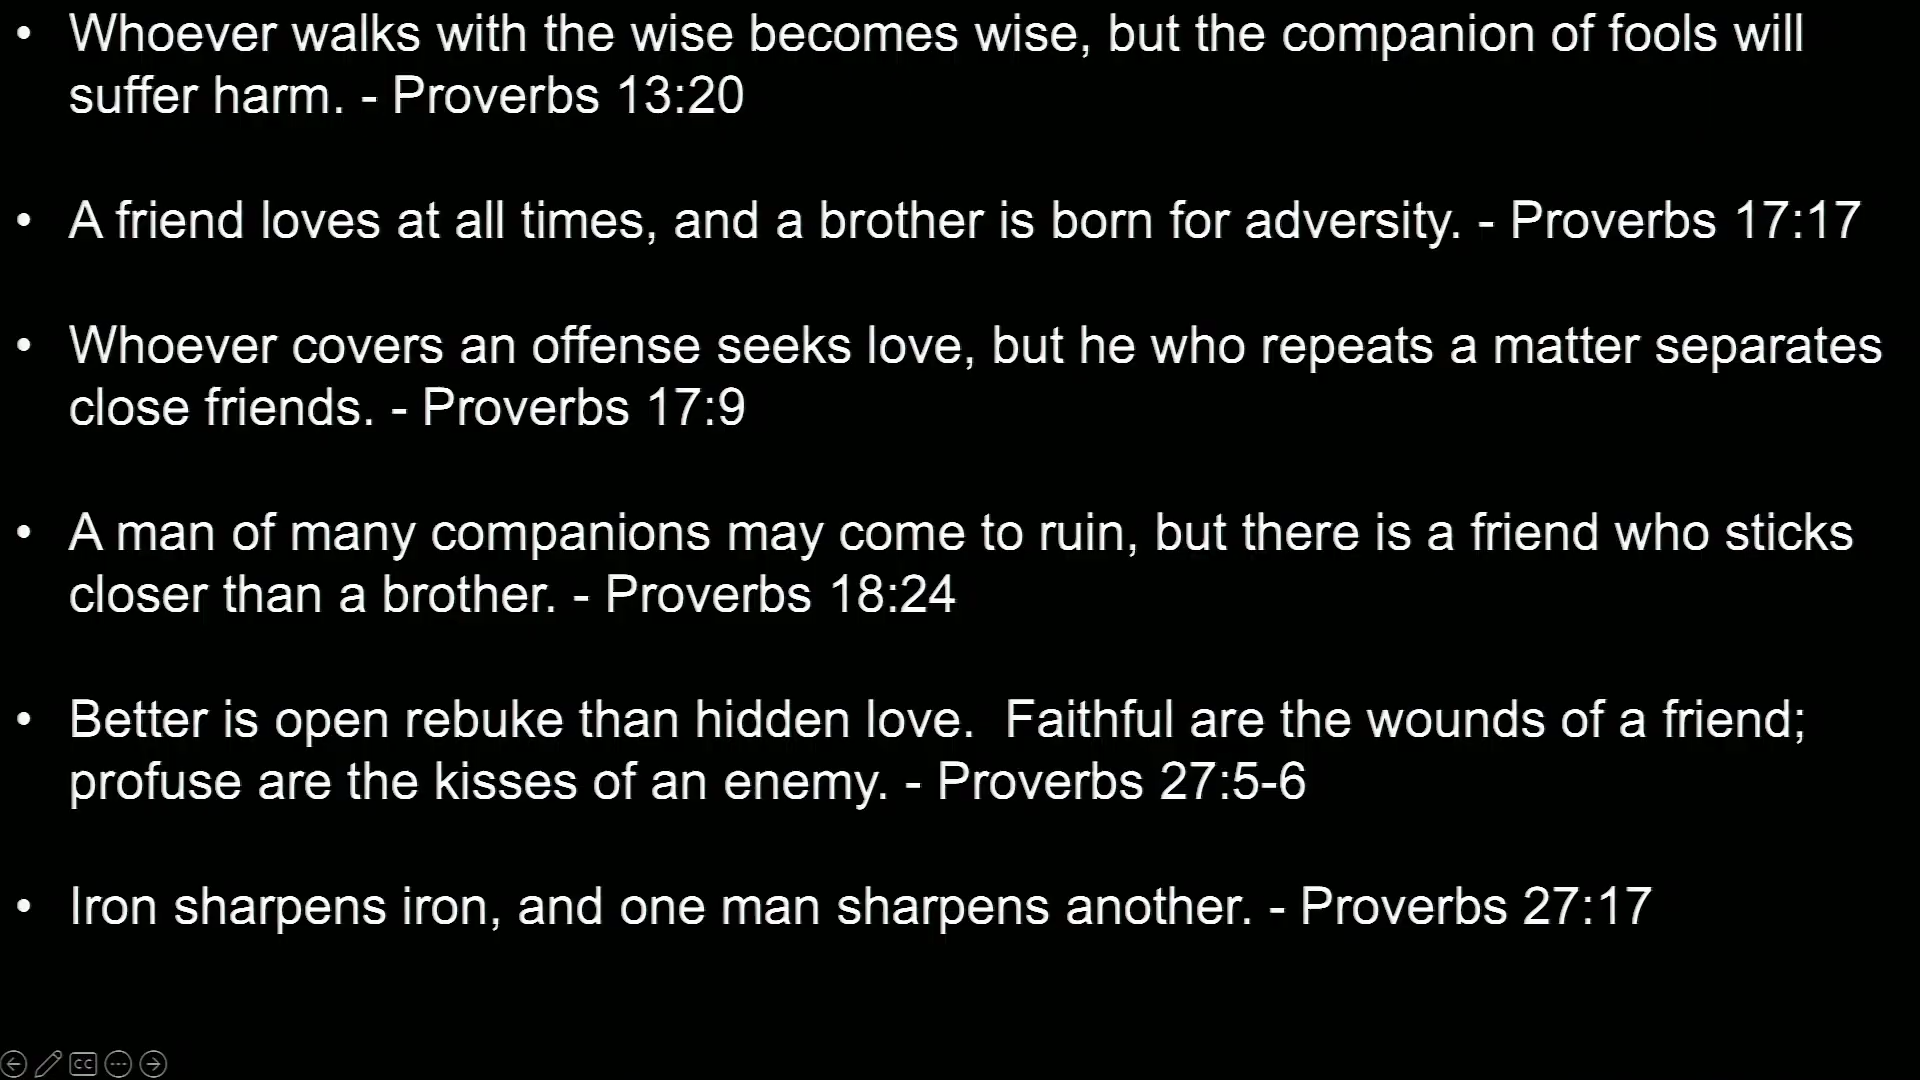 • Whoever walks with the wise becomes wise, but the companion of fools will
suffer harm. - Proverbs 13:20
• A friend loves at all times, and a brother is born for adversity. - Proverbs 17:17
• Whoever covers an offense seeks love, but he who repeats a matter separates
close friends. - Proverbs 17:9
• A man of many companions may come to ruin, but there is a friend who sticks
closer than a brother. - Proverbs 18:24
• Better is open rebuke than hidden love.  Faithful are the wounds of a friend;
profuse are the kisses of an enemy. - Proverbs 27:5-6
• Iron sharpens iron, and one man sharpens another. - Proverbs 27:17
CC